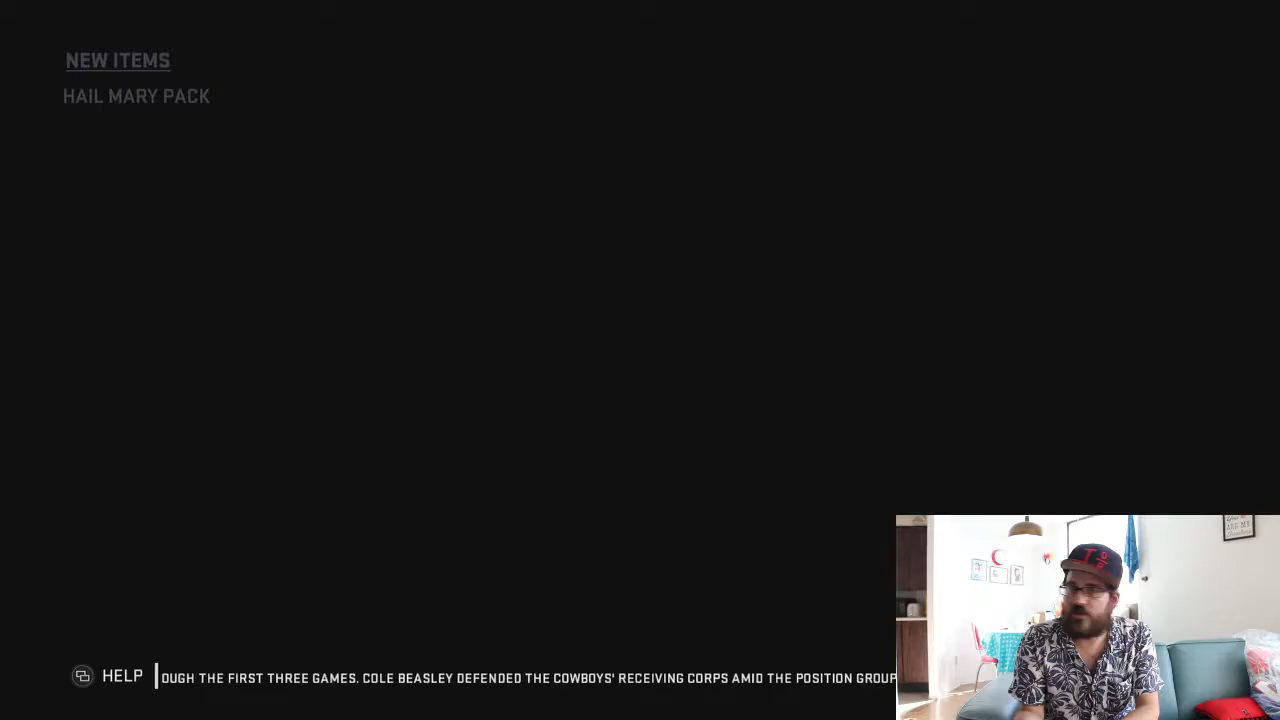 NEW ITEMS
HAIL MARY PACK
HELP
OUGH THE FIRST THREE GAMES. COLE BEASLEY DEFENDED THE COWBOYS' RECEIVING CORPS AMID THE POSITION GROUP